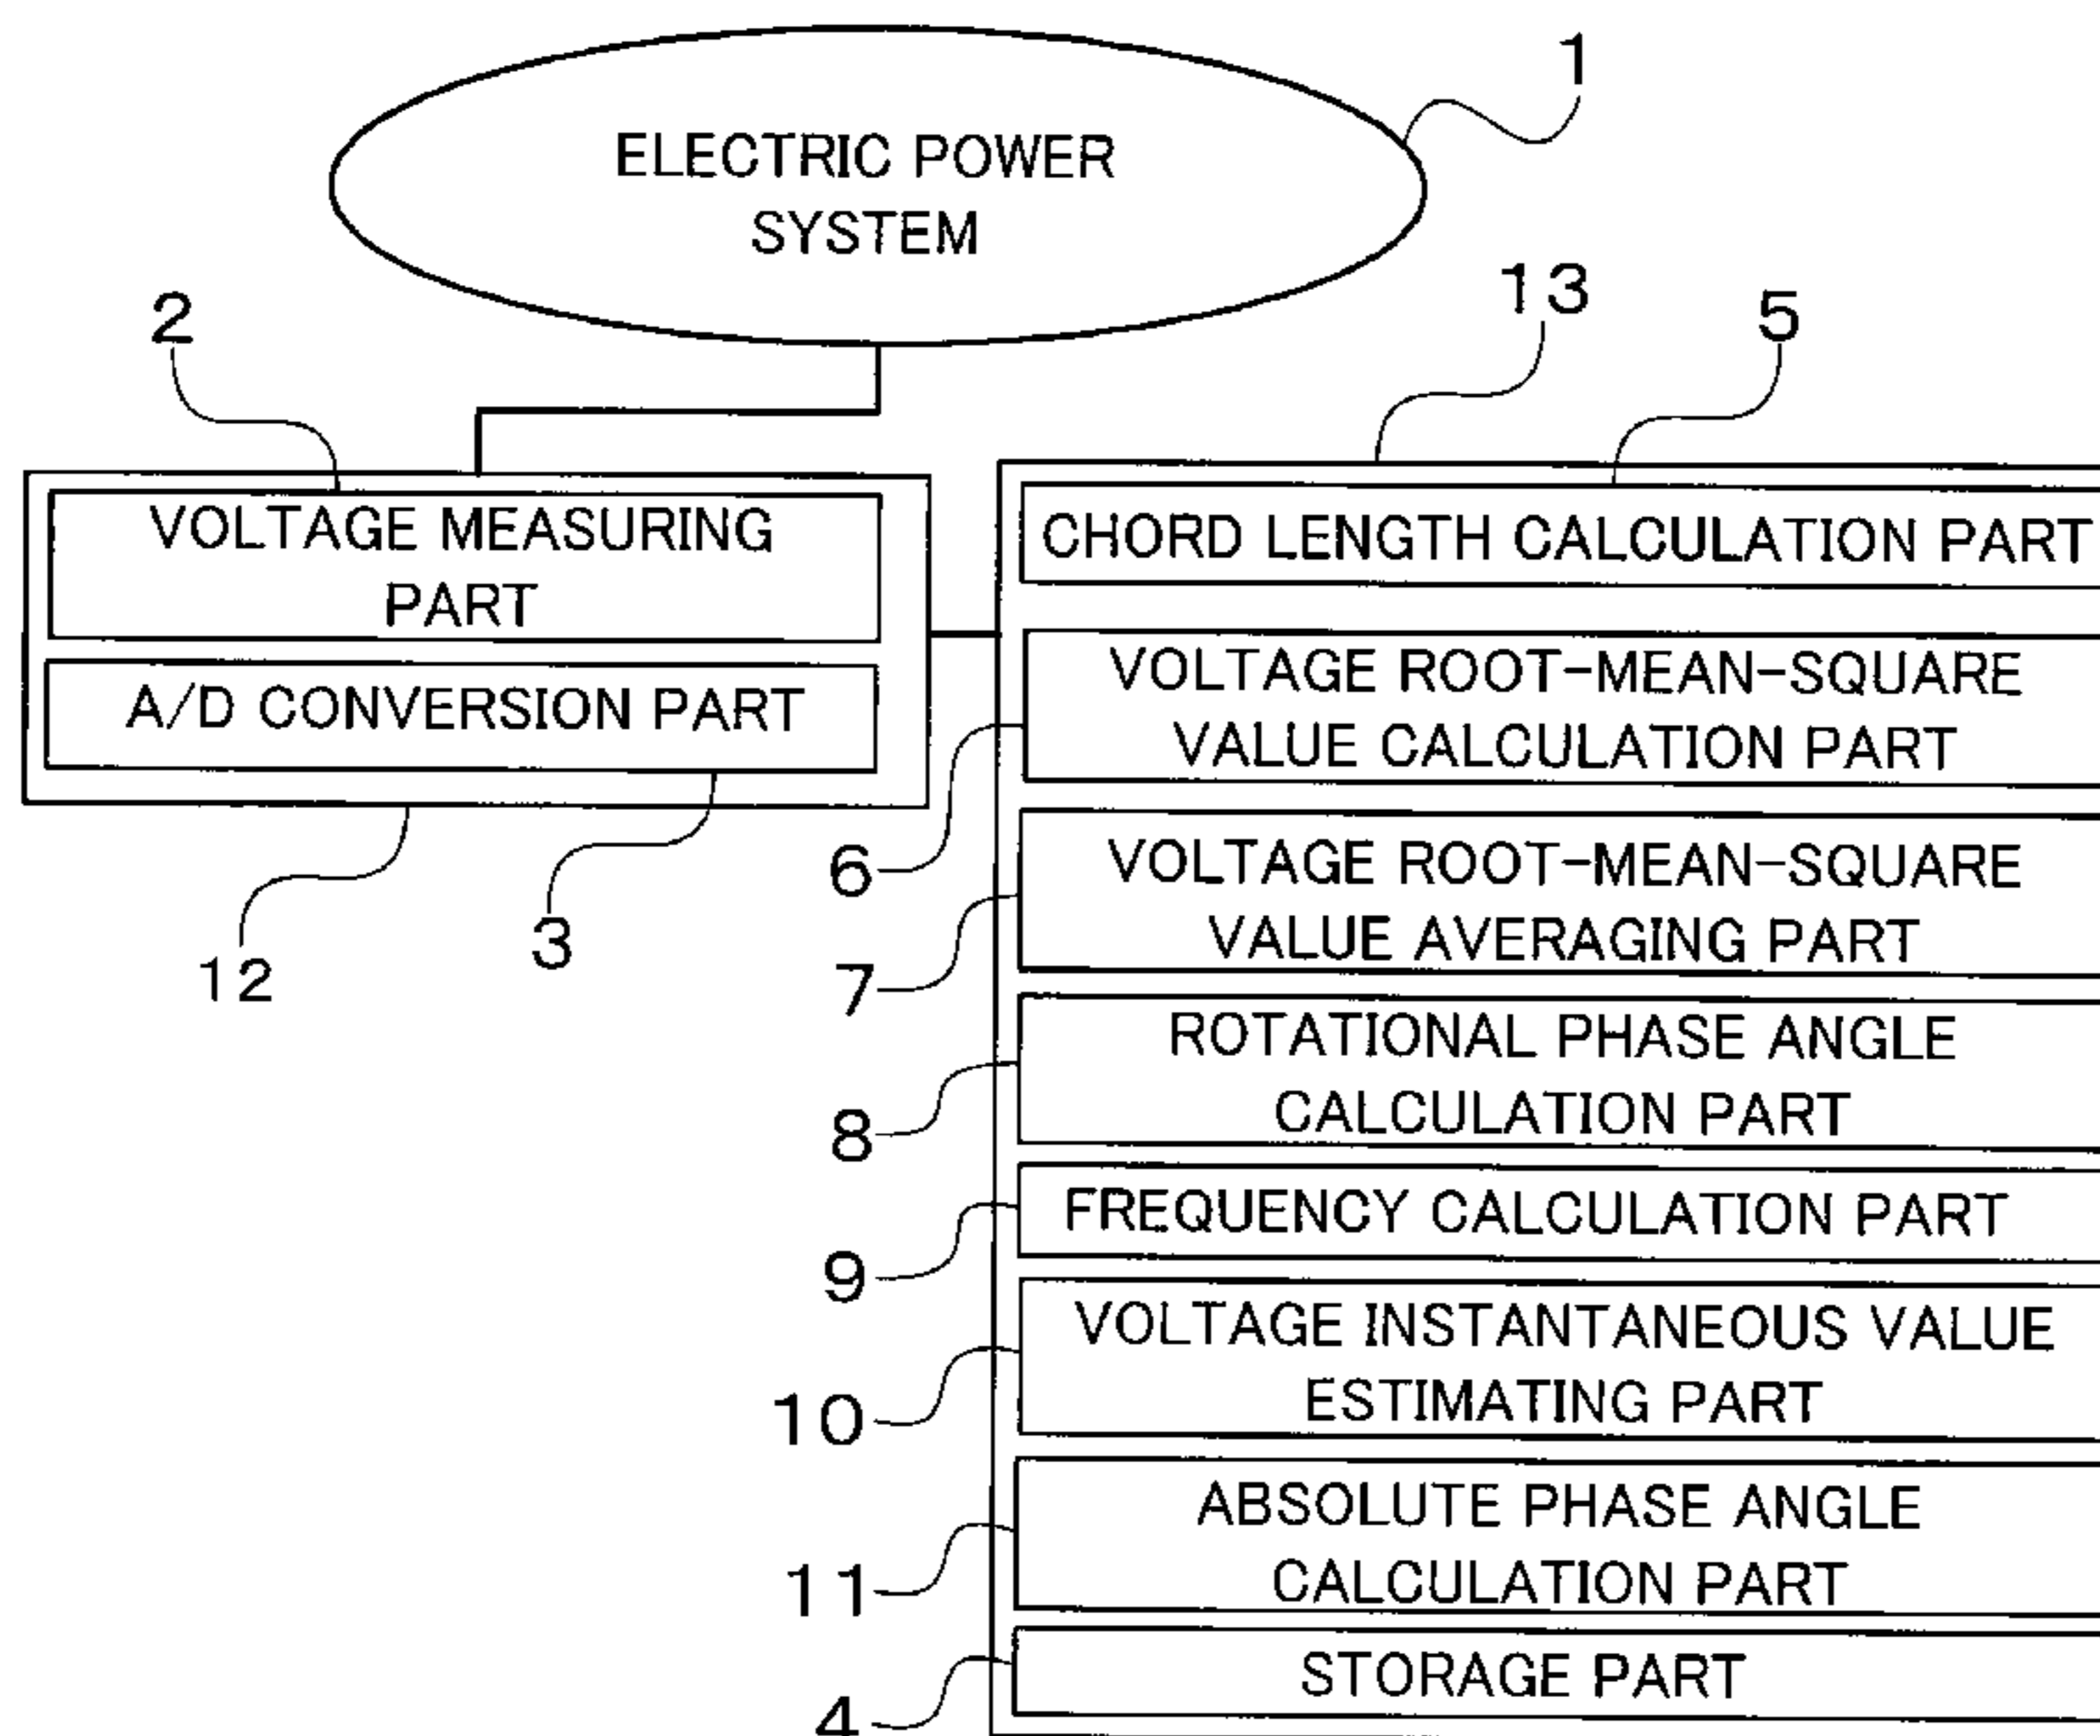 1
ELECTRIC POWER
SYSTEM
13
2
5
VOLTAGE MEASURING
PART
CHORD LENGTH CALCULATION PART
A/D CONVERSION PART
VOLTAGE ROOT-MEAN-SQUARE
VALUE CALCULATION PART
6
12
3
VOLTAGE ROOT-MEAN-SQUARE
VALUE AVERAGING PART
7
ROTATIONAL PHASE ANGLE
CALCULATION PART
8
FREQUENCY CALCULATION PART
9
VOLTAGE INSTANTANEOUS VALUE
ESTIMATING PART
10
ABSOLUTE PHASE ANGLE
CALCULATION PART
11
STORAGE PART
4